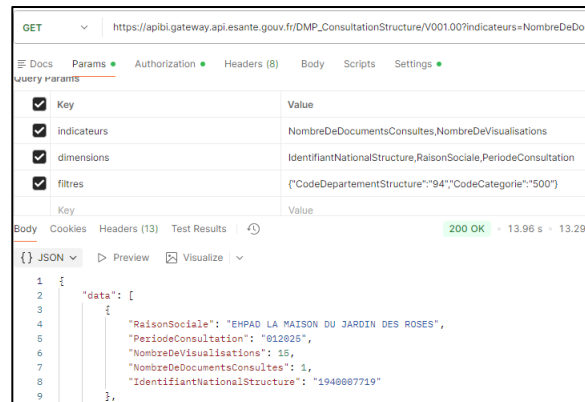 GET https://apibi.gateway.api.esante.gouv.fr/DMP_ConsultationStructure/V001.00?indicateurs=NombreDeDo
Docs Params Authorization Headers (8) Body Scripts Settings
Query Params
Key Value
indicateurs NombreDeDocumentsConsultes,NombreDeVisualisations
dimensions IdentifiantNationalStructure,RaisonSociale,PeriodeConsultation
filtres {"CodeDepartementStructure":"94","CodeCategorie":"500"}
Key Value
Body Cookies Headers (13) Test Results 200 OK • 13.96 s • 13.29
{} JSON Preview Visualize
1 {
2 "data": [
3 {
4 "RaisonSociale": "EHPAD LA MAISON DU JARDIN DES ROSES",
5 "PeriodeConsultation": "012025",
6 "NombreDeVisualisations": 15,
7 "NombreDeDocumentsConsultes": 1,
8 "IdentifiantNationalStructure": "1940007719"
9 },